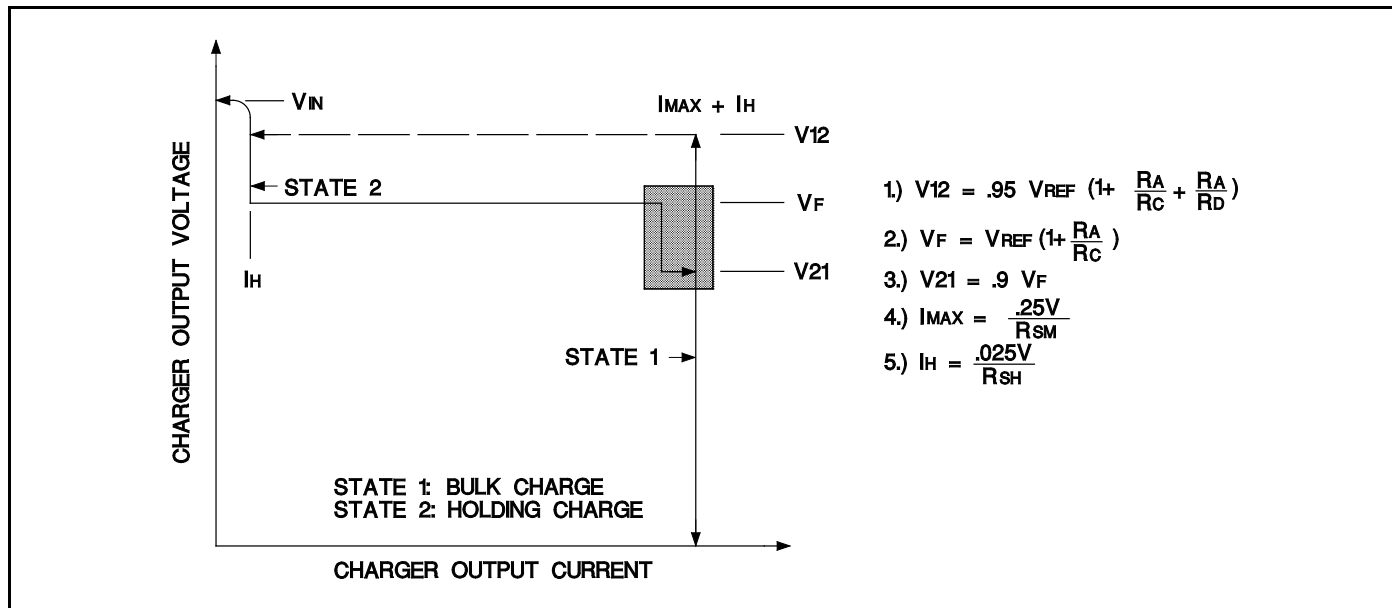 VIN
IMAX + IH
V12
STATE 2
VF
IH
V21
STATE 1
CHARGER OUTPUT VOLTAGE
STATE 1: BULK CHARGE
STATE 2: HOLDING CHARGE
CHARGER OUTPUT CURRENT
1.) V12 = .95 VREF (1+ RA/RC + RA/RD)
2.) VF = VREF(1+ RA/RC )
3.) V21 = .9 VF
4.) IMAX = .25V/RSM
5.) IH = .025V/RSH